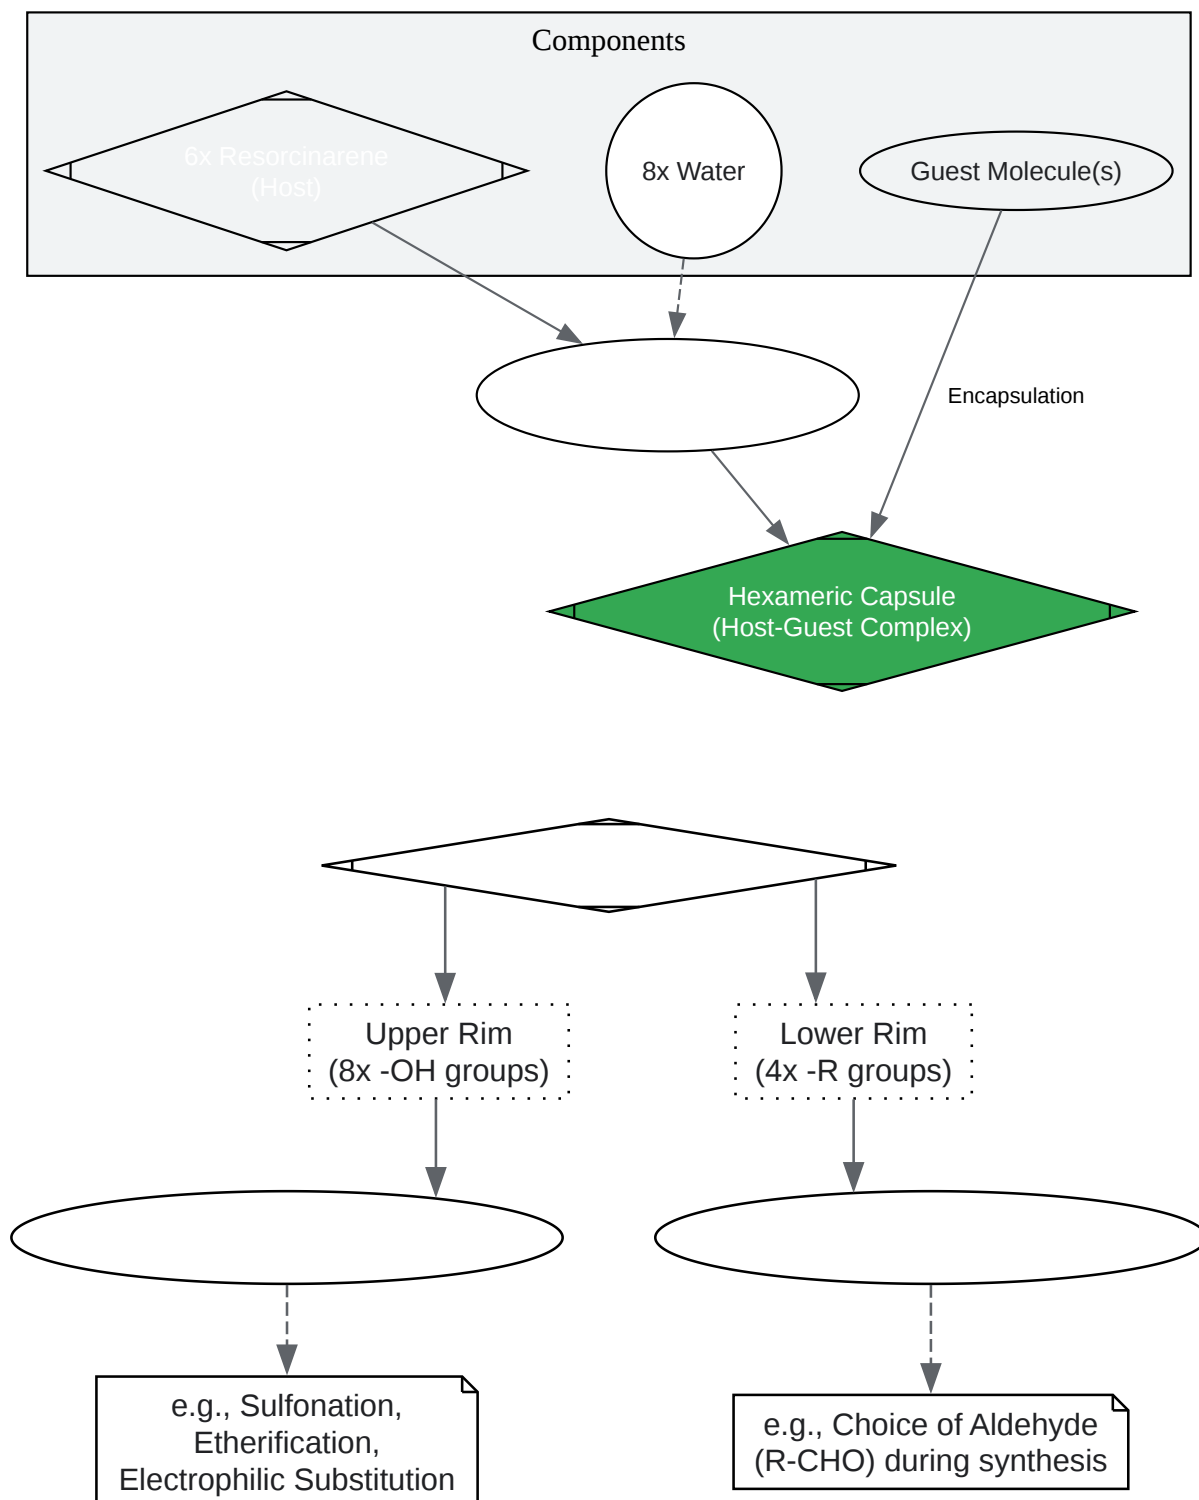 Components
6x Resorcinarene
(Host)
8x Water
Guest Molecule(s)
Encapsulation
Hexameric Capsule
(Host-Guest Complex)
Upper Rim
(8x -OH groups)
Lower Rim
(4x -R groups)
e.g., Sulfonation,
Etherification,
Electrophilic Substitution
e.g., Choice of Aldehyde
(R-CHO) during synthesis